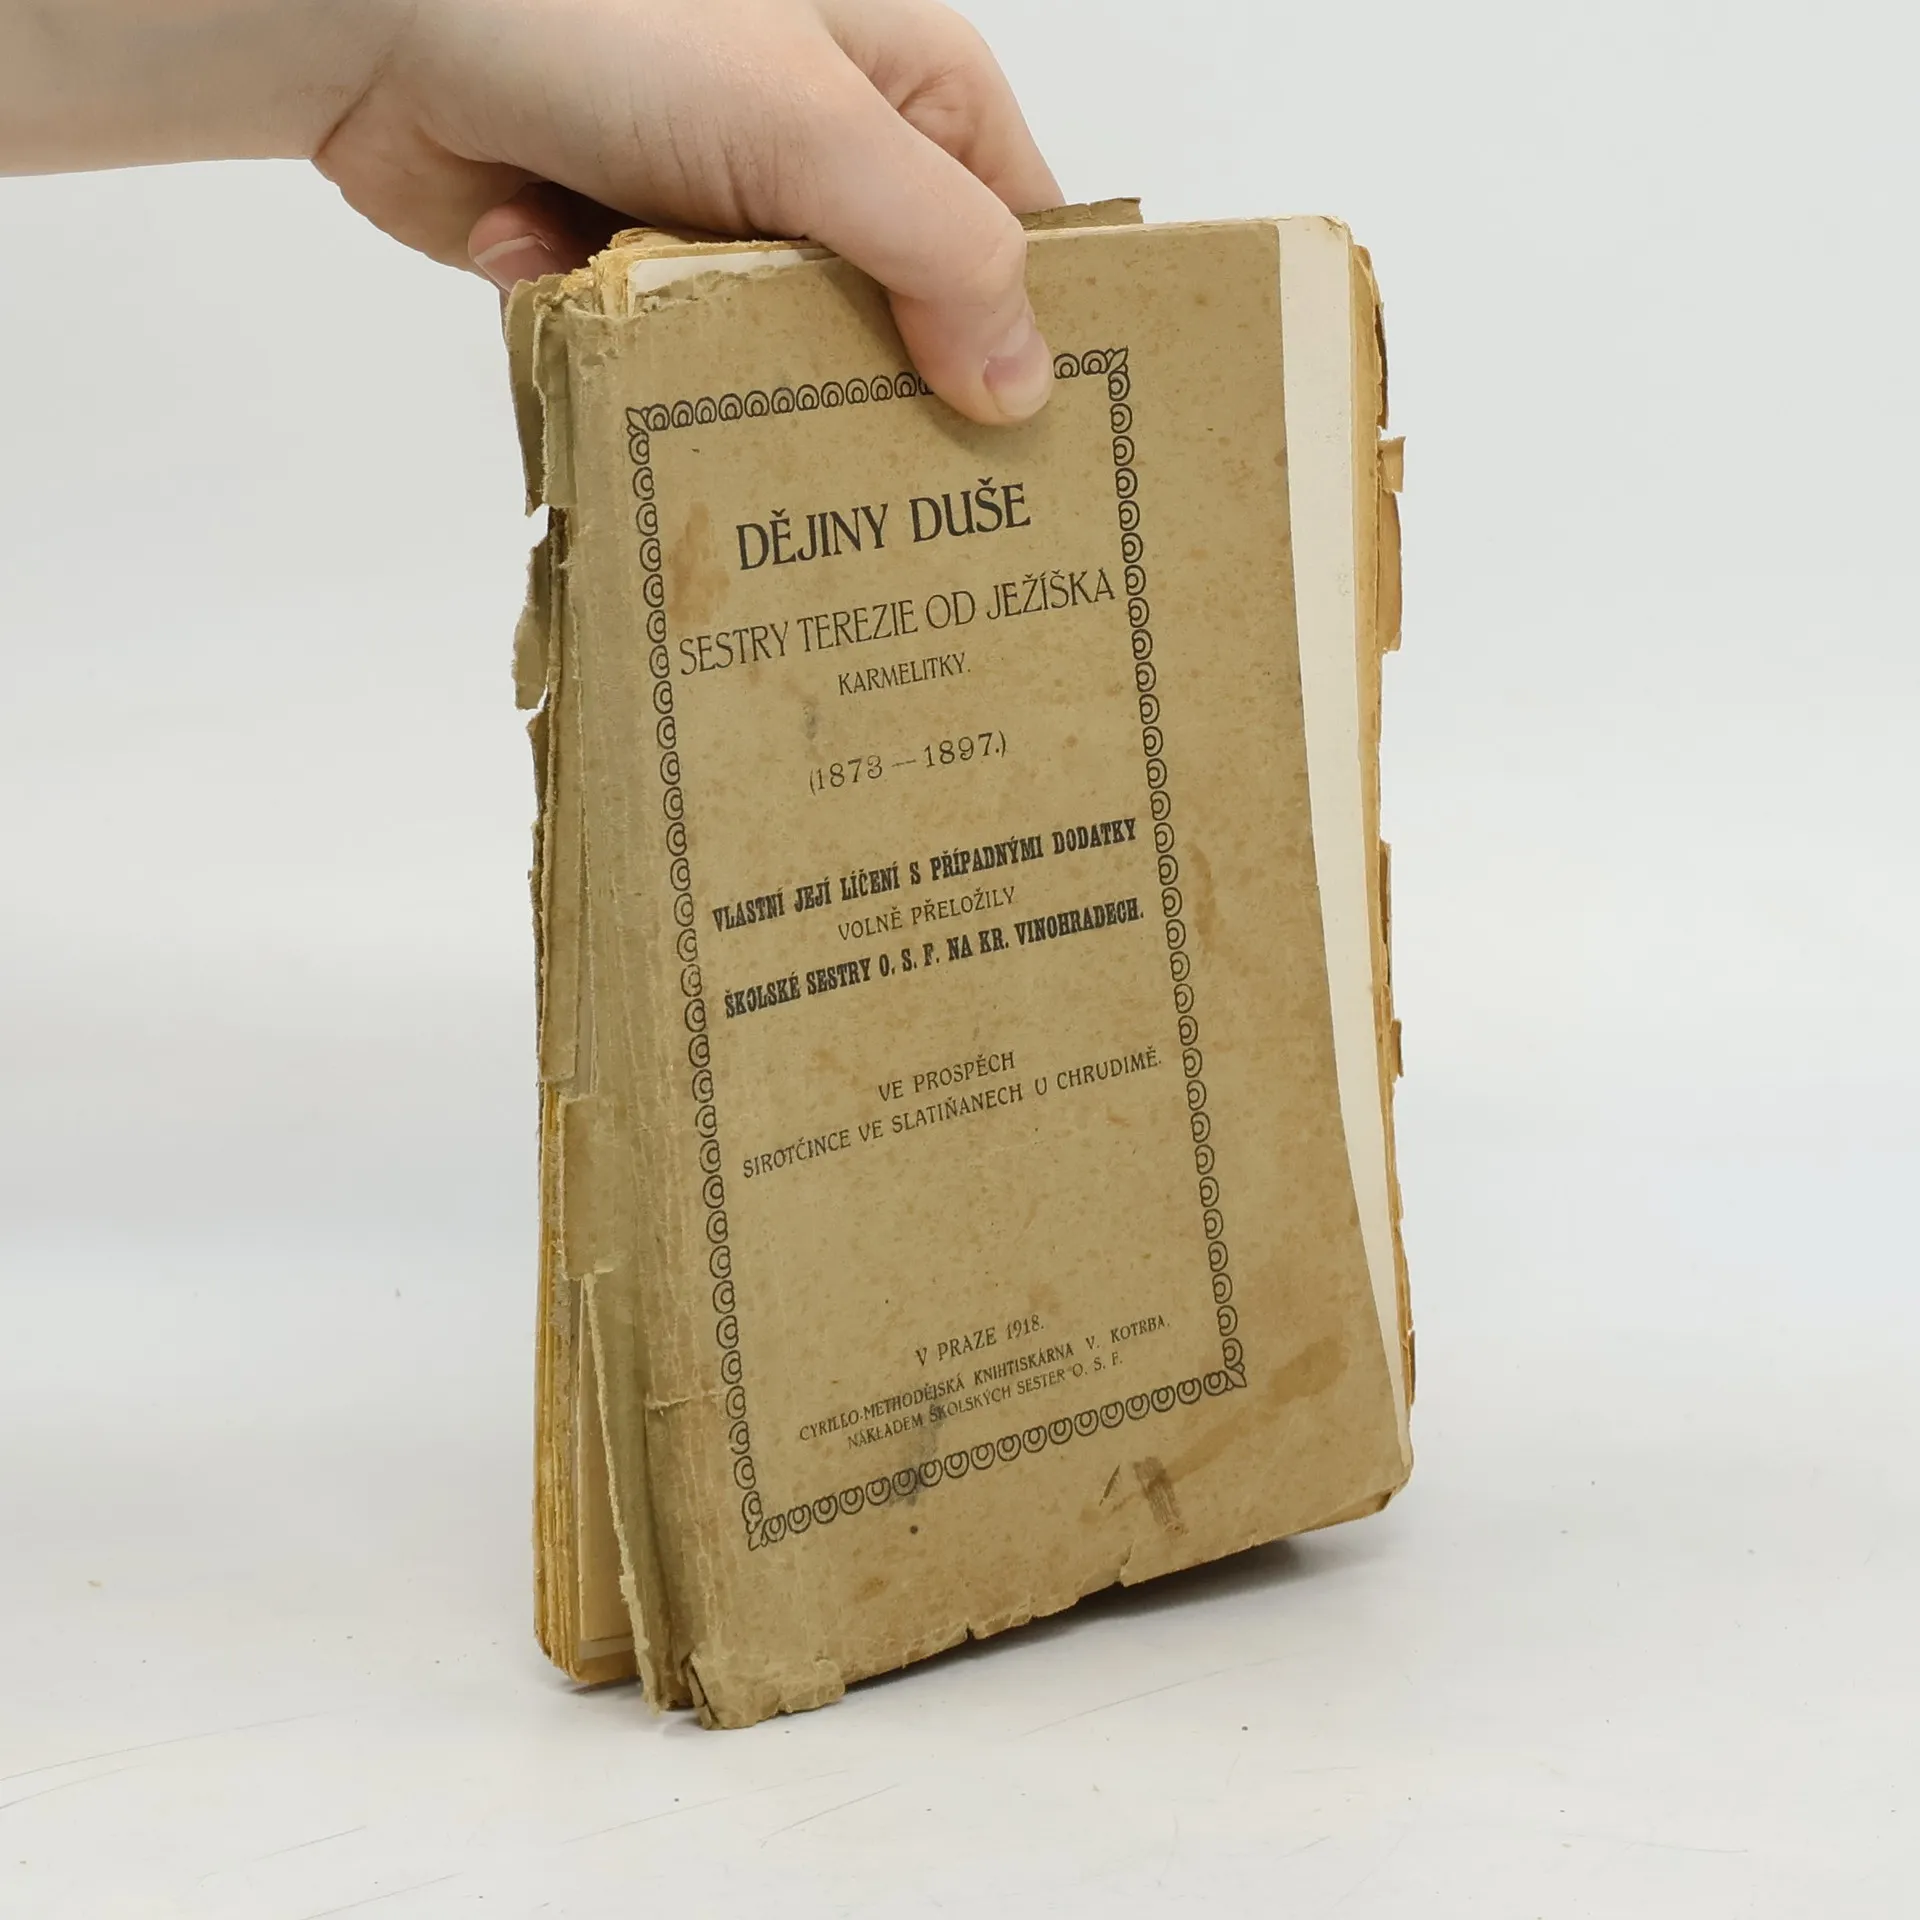 DĚJINY DUŠE
SESTRY TEREZIE OD JEŽÍŠKA
KARMELITKY.
(1873—1897.)
VLASTNÍ JEJÍ LÍČENÍ S PŘÍPADNÝMI DODATKY
VOLNĚ PŘELOŽILY
ŠKOLSKÉ SESTRY O. S. F. NA KR. VINOHRADECH.
VE PROSPĚCH
SIROTČINCE VE SLATIŇANECH U CHRUDIMĚ.
V PRAZE 1918.
CYRILLO-METHODĚJSKÁ KNIHTISKÁRNA V. KOTRBA.
NÁKLADEM ŠKOLSKÝCH SESTER O. S. F.